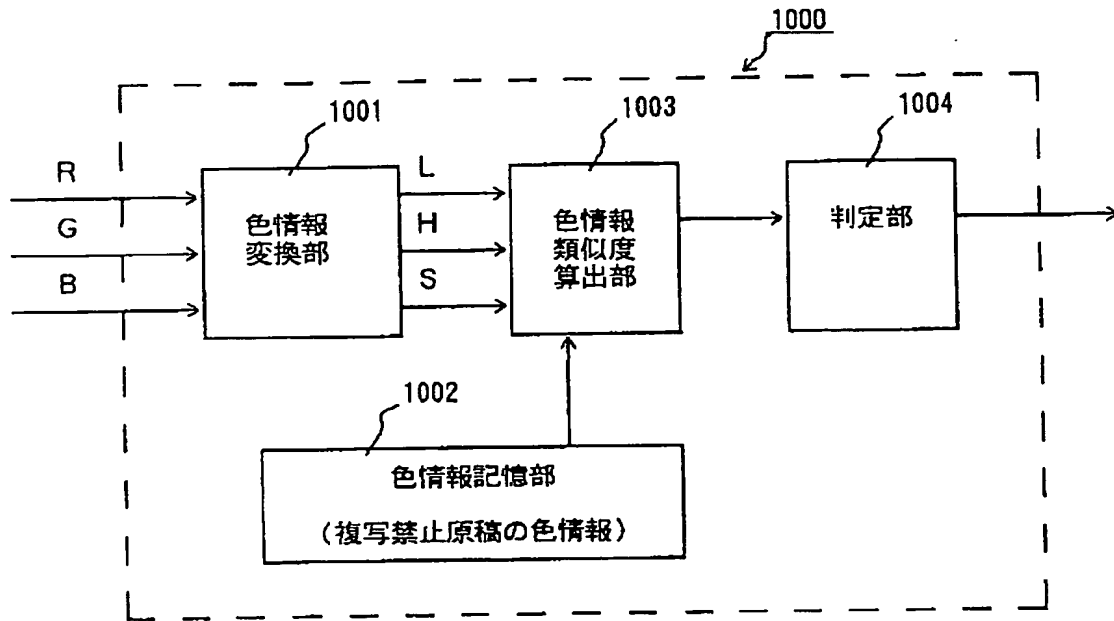 1000
1001
1003
1004
R
G
B
色情報
変換部
L
H
S
色情報
類似度
算出部
判定部
1002
色情報記憶部
(複写禁止原稿の色情報)